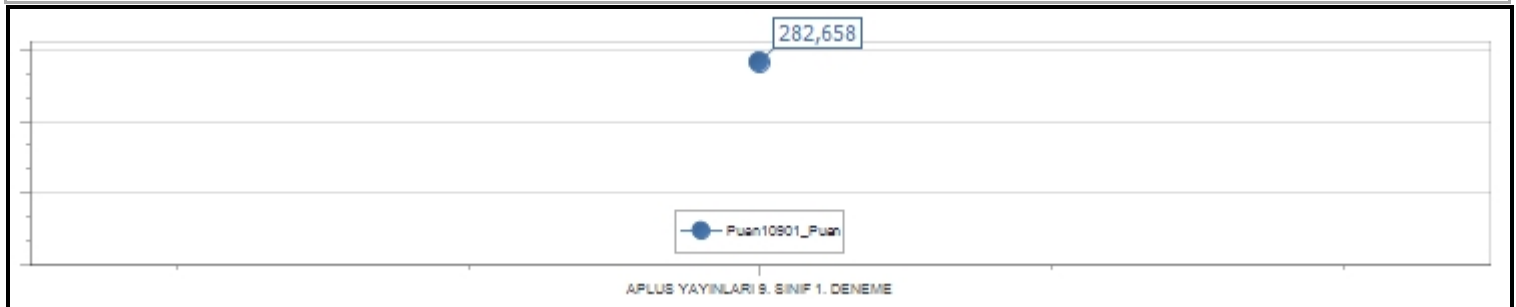 282,658
Puan10901_Puan
APLUS YAYINLARI 9. SINIF 1. DENEME